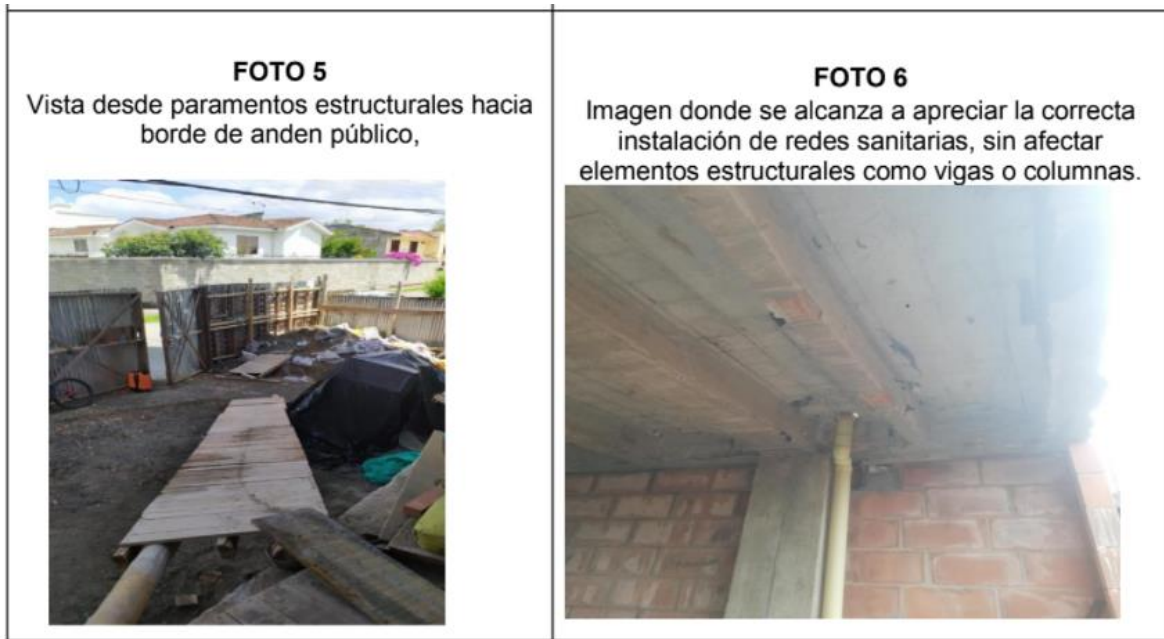 FOTO 5
Vista desde paramentos estructurales hacia
borde de anden público,
FOTO 6
Imagen donde se alcanza a apreciar la correcta
instalación de redes sanitarias, sin afectar
elementos estructurales como vigas o columnas.